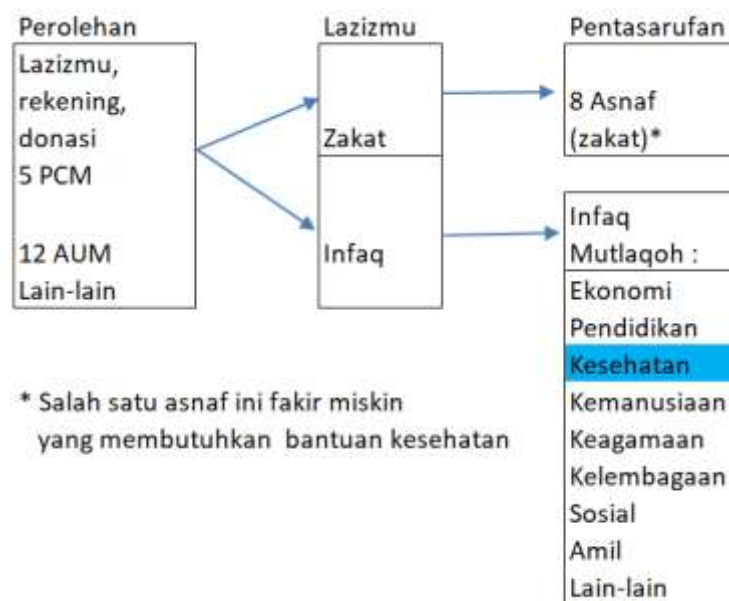 Perolehan
Lazizmu,
rekening,
donasi
5 PCM
12 AUM
Lain-lain
Lazizmu
Zakat
Infaq
Pentasarufan
8 Asnaf
(zakat)*
Infaq
Mutlaqoh :
Ekonomi
Pendidikan
Kesehatan
Kemanusiaan
Keagamaan
Kelembagaan
Sosial
Amil
Lain-lain
* Salah satu asnaf ini fakir miskin
yang membutuhkan bantuan kesehatan